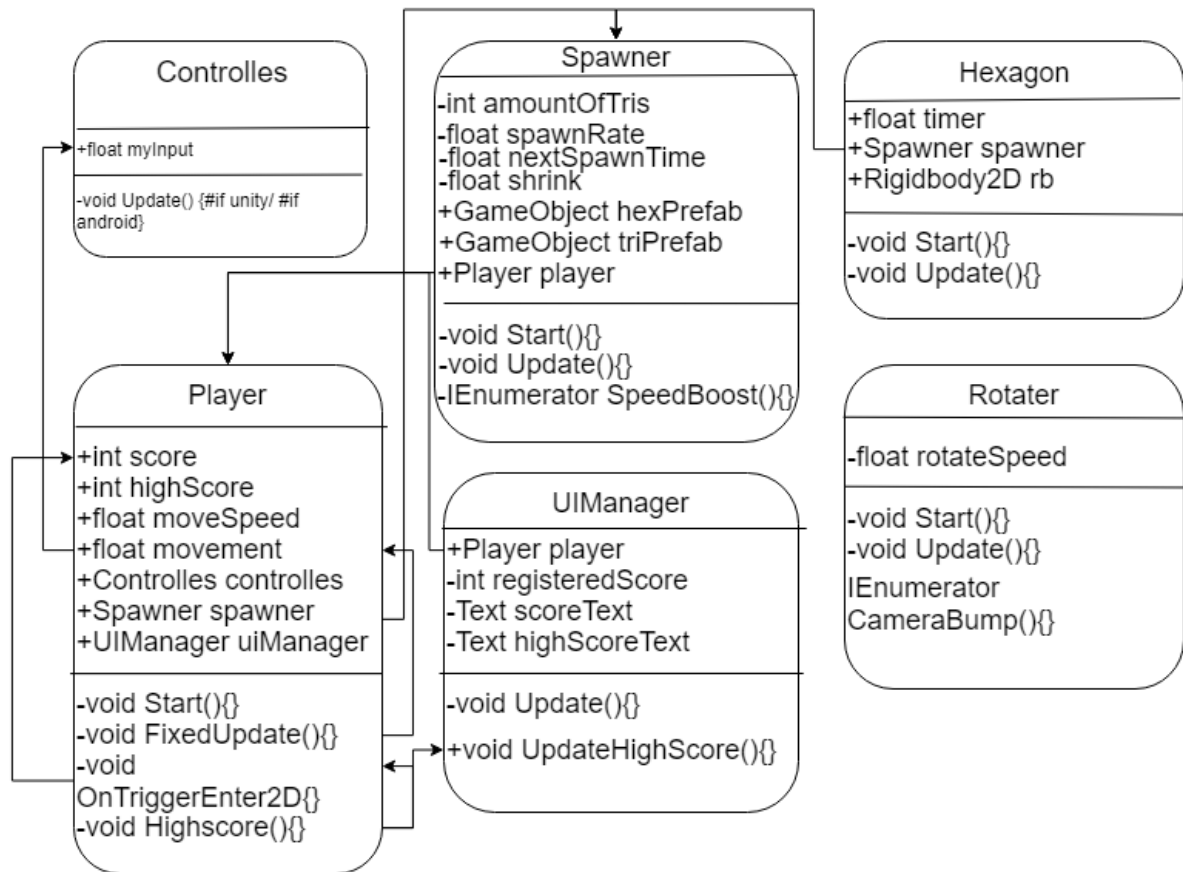 Controlles
+float myInput
-void Update() {#if unity/ #if
android}
Spawner
-int amountOfTris
-float spawnRate
-float nextSpawnTime
-float shrink
+GameObject hexPrefab
+GameObject triPrefab
+Player player
-void Start(){}
-void Update(){}
-IEnumerator SpeedBoost(){}
Hexagon
+float timer
+Spawner spawner
+Rigidbody2D rb
-void Start(){}
-void Update(){}
Player
+int score
+int highScore
+float moveSpeed
+float movement
+Controlles controlles
+Spawner spawner
+UIManager uiManager
-void Start(){}
-void FixedUpdate(){}
-void
OnTriggerEnter2D{}
-void Highscore(){}
UIManager
+Player player
-int registeredScore
-Text scoreText
-Text highScoreText
-void Update(){}
+void UpdateHighScore(){}
Rotater
-float rotateSpeed
-void Start(){}
-void Update(){}
IEnumerator
CameraBump(){}